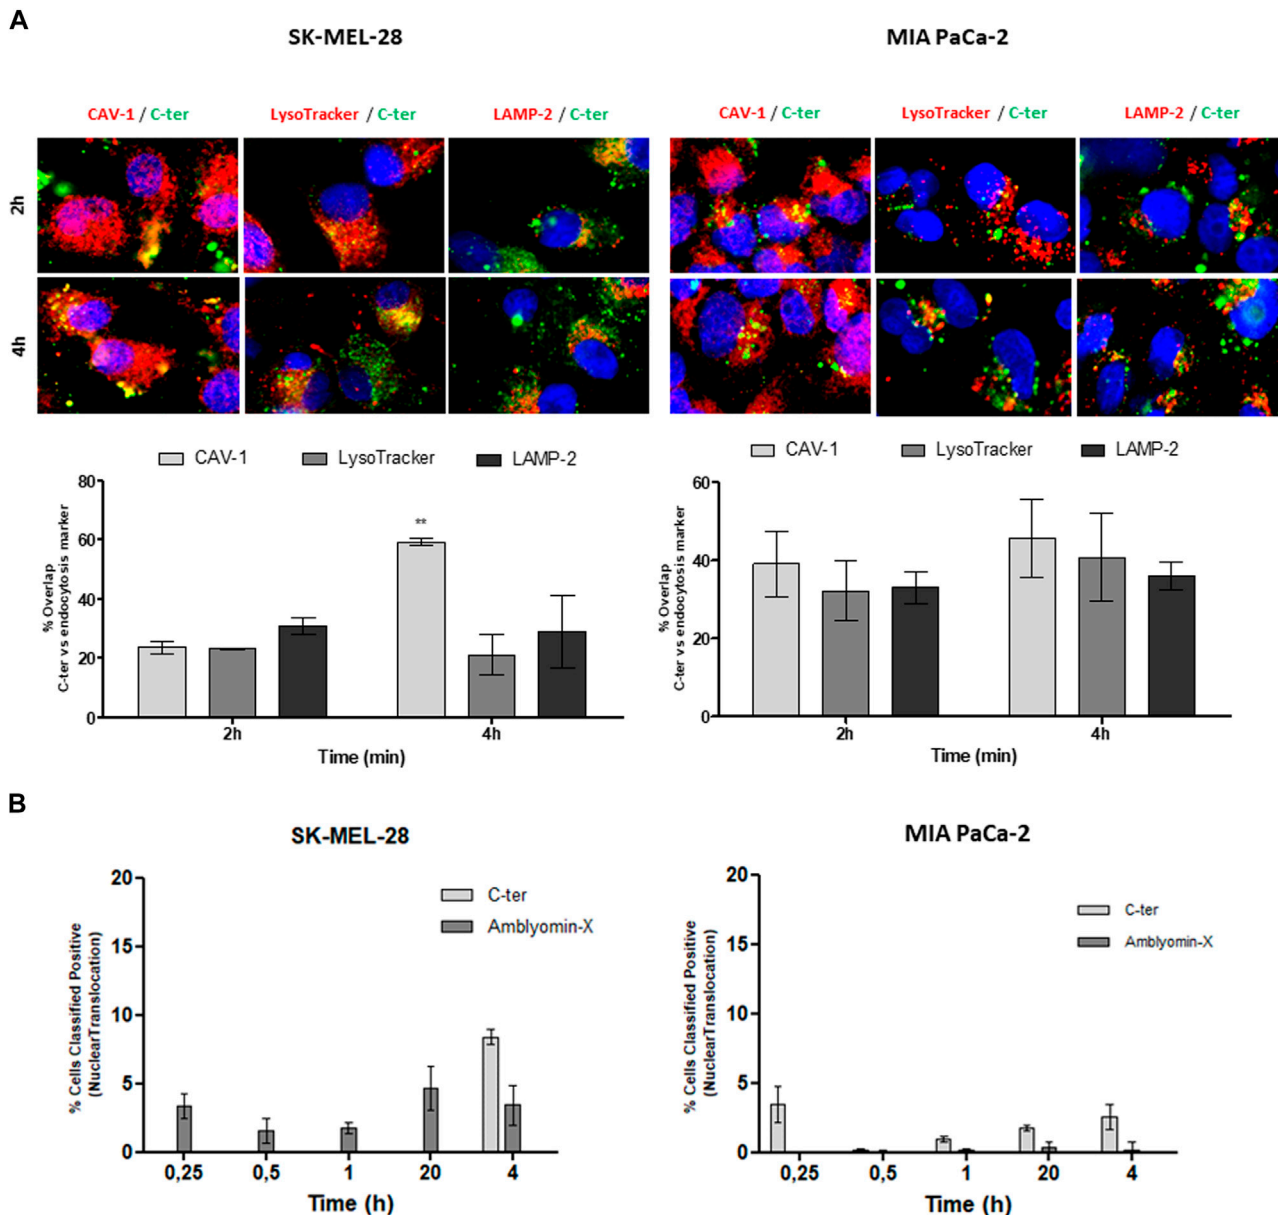 A
SK-MEL-28
MIA PaCa-2
CAV-1 / C-ter
LysoTracker / C-ter
LAMP-2 / C-ter
CAV-1 / C-ter
LysoTracker / C-ter
LAMP-2 / C-ter
2h
4h
CAV-1
LysoTracker
LAMP-2
% Overlap
C-ter vs endocytosis marker
80
60
40
20
0
**
2h
4h
Time (min)
CAV-1
LysoTracker
LAMP-2
% Overlap
C-ter vs endocytosis marker
60
40
20
0
2h
4h
Time (min)
B
SK-MEL-28
% Cells Classified Positive
(NuclearTranslocation)
20
15
10
5
0
C-ter
Amblyomin-X
0,25
0,5
1
20
4
Time (h)
MIA PaCa-2
% Cells Classified Positive
(NuclearTranslocation)
20
15
10
5
0
C-ter
Amblyomin-X
0,25
0,5
1
20
4
Time (h)